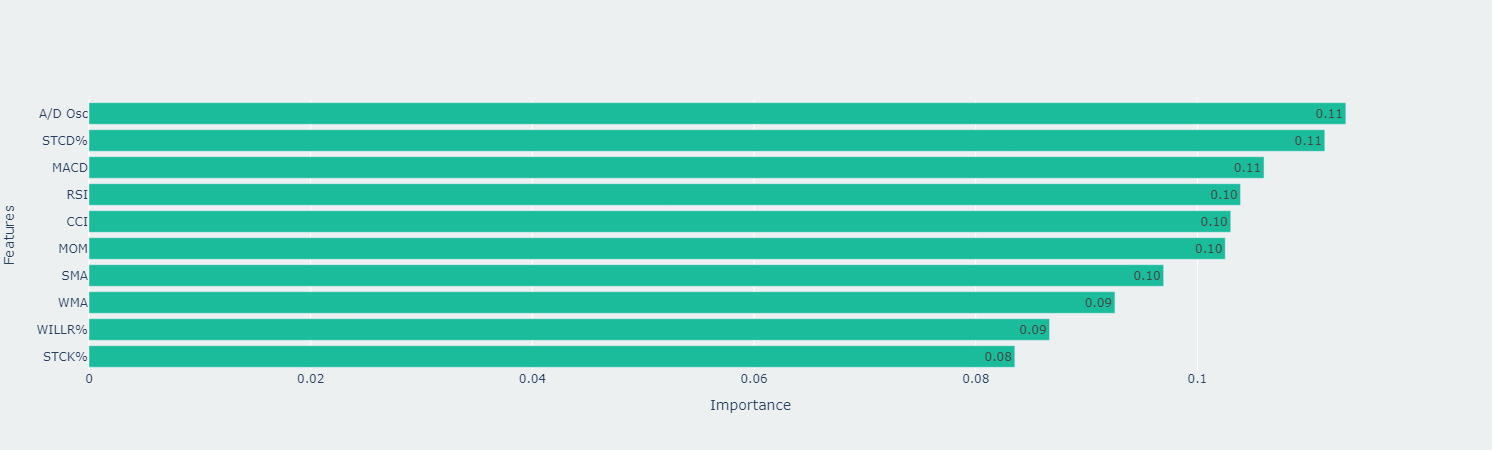 A/D Osc 0.11
STCD% 0.11
MACD 0.11
RSI 0.10
CCI 0.10
MOM 0.10
SMA 0.10
WMA 0.09
WILLR% 0.09
STCK% 0.08
Features
0 0.02 0.04 0.06 0.08 0.1
Importance